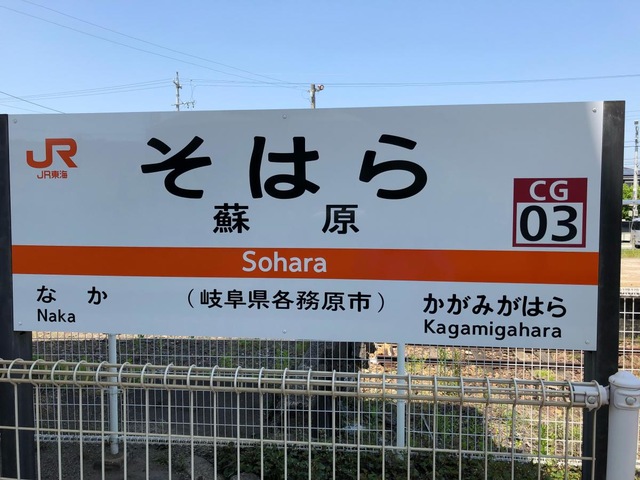 JR
JR東海
そはら
蘇原
CG
03
Sohara
なか
Naka
（岐阜県各務原市）
かがみがはら
Kagamigahara